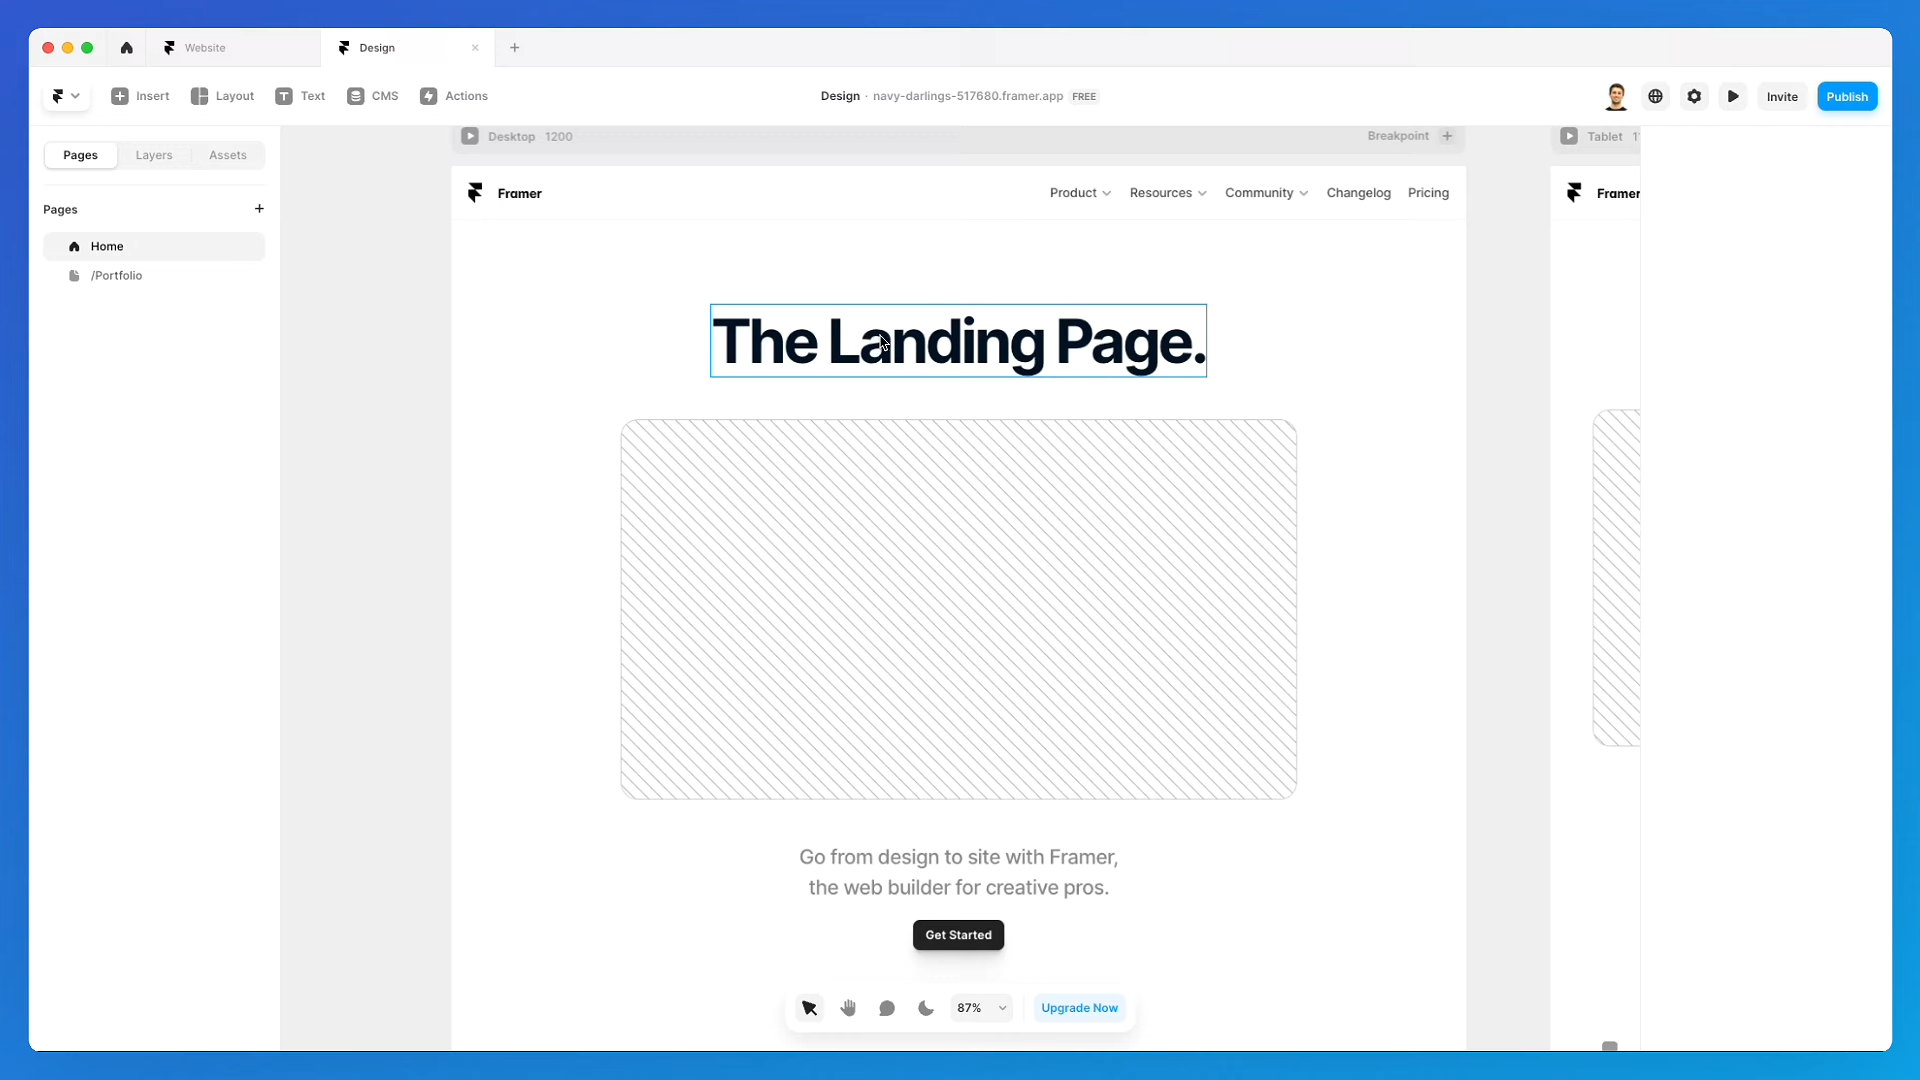 Website
Design
Insert
Layout
Text
CMS
Actions
Design · navy-darlings-517680.framer.app FREE
Invite
Publish
Pages
Layers
Assets
Desktop 1200
Breakpoint
Tablet
Pages
Home
/Portfolio
Framer
Product
Resources
Community
Changelog
Pricing
Framer
The Landing Page.
Go from design to site with Framer,
the web builder for creative pros.
Get Started
87%
Upgrade Now